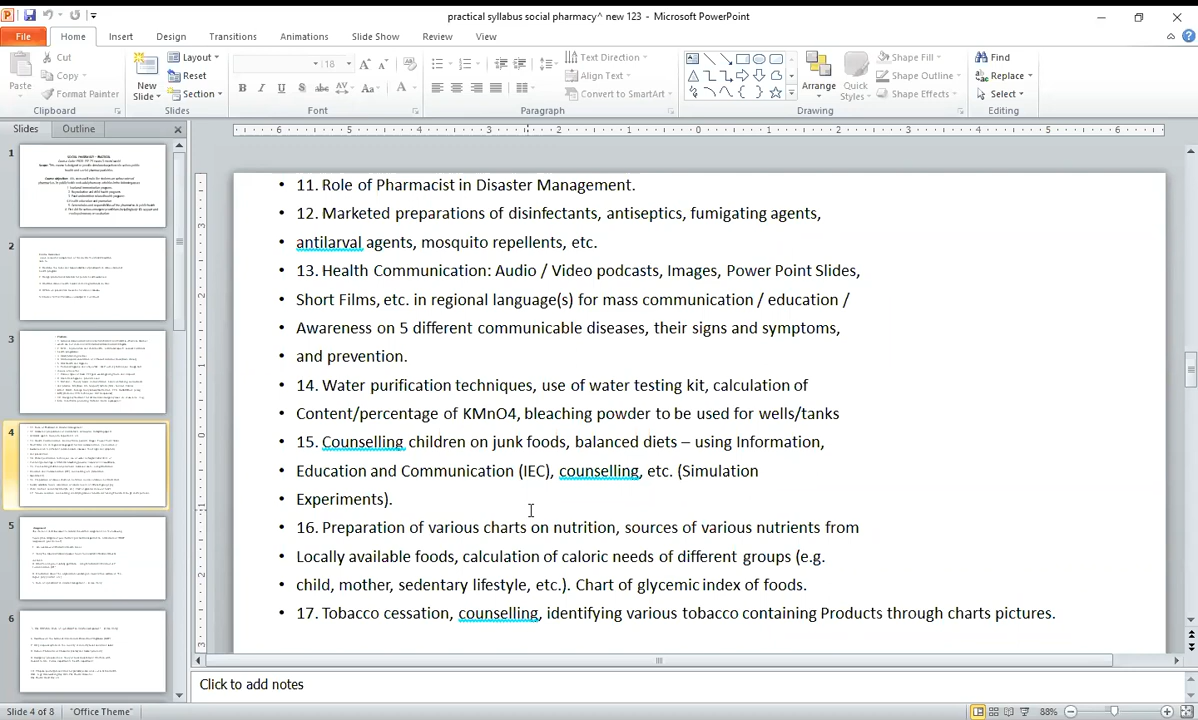 practical syllabus social pharmacy^ new 123 - Microsoft PowerPoint
File Home Insert Design Transitions Animations Slide Show Review View
Paste
Cut
Copy
Format Painter
Clipboard
New
Slide
Layout
Reset
Section
Slides
18
Font
Paragraph
Text Direction
Align Text
Convert to SmartArt
Arrange
Quick
Styles
Shape Fill
Shape Outline
Shape Effects
Drawing
Find
Replace
Select
Editing
Slides Outline
1
2
3
4
5
6
• 11. Role of Pharmacist in Disaster Management.
• 12. Marketed preparations of disinfectants, antiseptics, fumigating agents,
• antilarval agents, mosquito repellents, etc.
• 13. Health Communication: Audio / Video podcasts, Images, Power Point Slides,
• Short Films, etc. in regional language(s) for mass communication / education /
• Awareness on 5 different communicable diseases, their signs and symptoms,
• and prevention.
• 14. Water purification techniques, use of water testing kit, calculation of
• Content/percentage of KMnO4, bleaching powder to be used for wells/tanks
• 15. Counselling children on junk foods, balanced diets – using Information,
• Education and Communication (IEC), counselling, etc. (Simulation
• Experiments).
• 16. Preparation of various charts on nutrition, sources of various nutrients from
• Locally available foods, calculation of caloric needs of different groups (e.g.
• child, mother, sedentary lifestyle, etc.). Chart of glycemic index of foods.
• 17. Tobacco cessation, counselling, identifying various tobacco containing Products through charts pictures.
Click to add notes
Slide 4 of 8 "Office Theme" 88%